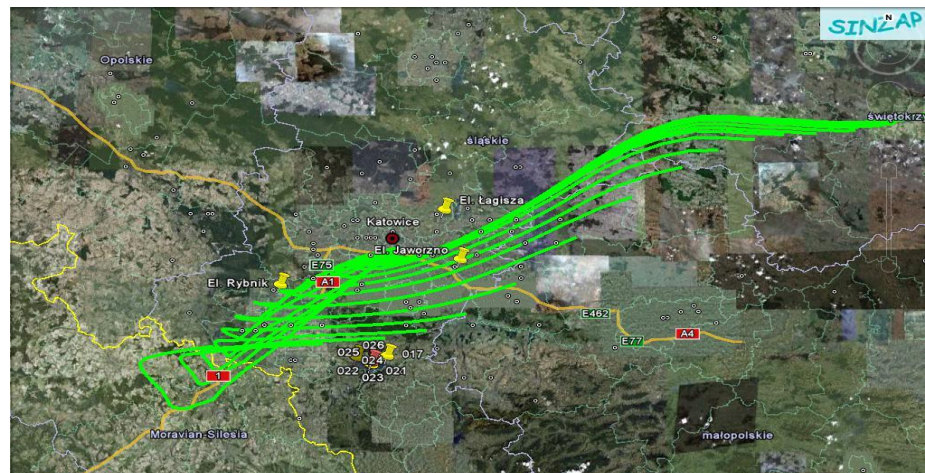 N
SINZAP
Opolskie
śląskie
świętokrzy
El. Łagisza
Katowice
El. Jaworzno
E75
A1
El. Rybnik
E462
E77
A4
026
025
017
024
022
021
023
1
Moravian-Silesia
małopolskie